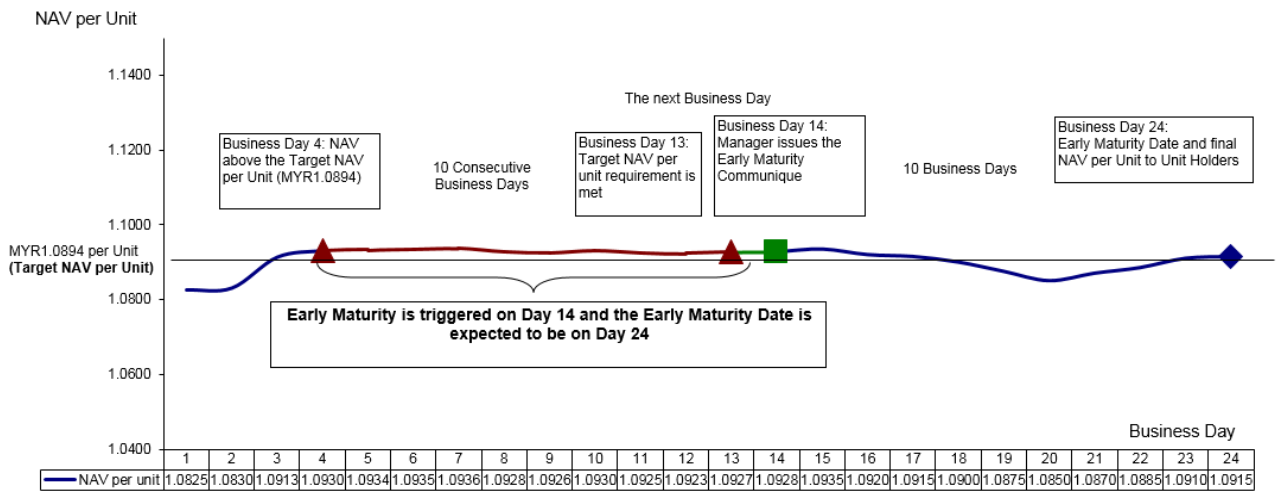 NAV per Unit
1.1400
1.1200
1.1000
MYR1.0894 per Unit
(Target NAV per Unit)
1.0800
1.0600
1.0400
Business Day 4: NAV
above the Target NAV
per Unit (MYR1.0894)
10 Consecutive
Business Days
Business Day 13:
Target NAV per
unit requirement is
met
The next Business Day
Business Day 14:
Manager issues the
Early Maturity
Communique
10 Business Days
Business Day 24:
Early Maturity Date and final
NAV per Unit to Unit Holders
Early Maturity is triggered on Day 14 and the Early Maturity Date is
expected to be on Day 24
Business Day
1 2 3 4 5 6 7 8 9 10 11 12 13 14 15 16 17 18 19 20 21 22 23 24
NAV per unit 1.0825 1.0830 1.0913 1.0930 1.0934 1.0935 1.0936 1.0928 1.0926 1.0930 1.0925 1.0923 1.0927 1.0928 1.0935 1.0920 1.0915 1.0900 1.0875 1.0850 1.0870 1.0885 1.0910 1.0915